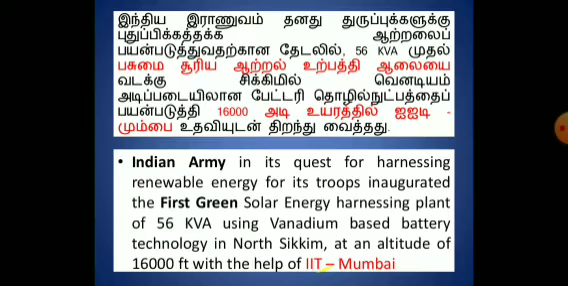 இந்திய இராணுவம் தனது துருப்புக்களுக்கு
புதுப்பிக்கத்தக்க ஆற்றலைப்
பயன்படுத்துவதற்கான தேடலில், 56 KVA முதல்
பசுமை சூரிய ஆற்றல் உற்பத்தி ஆலையை
வடக்கு சிக்கிமில் வெனடியம்
அடிப்படையிலான பேட்டரி தொழில்நுட்பத்தைப்
பயன்படுத்தி 16000 அடி உயரத்தில் ஐஐடி -
மும்பை உதவியுடன் திறந்து வைத்தது.
• Indian Army in its quest for harnessing
renewable energy for its troops inaugurated
the First Green Solar Energy harnessing plant
of 56 KVA using Vanadium based battery
technology in North Sikkim, at an altitude of
16000 ft with the help of IIT – Mumbai